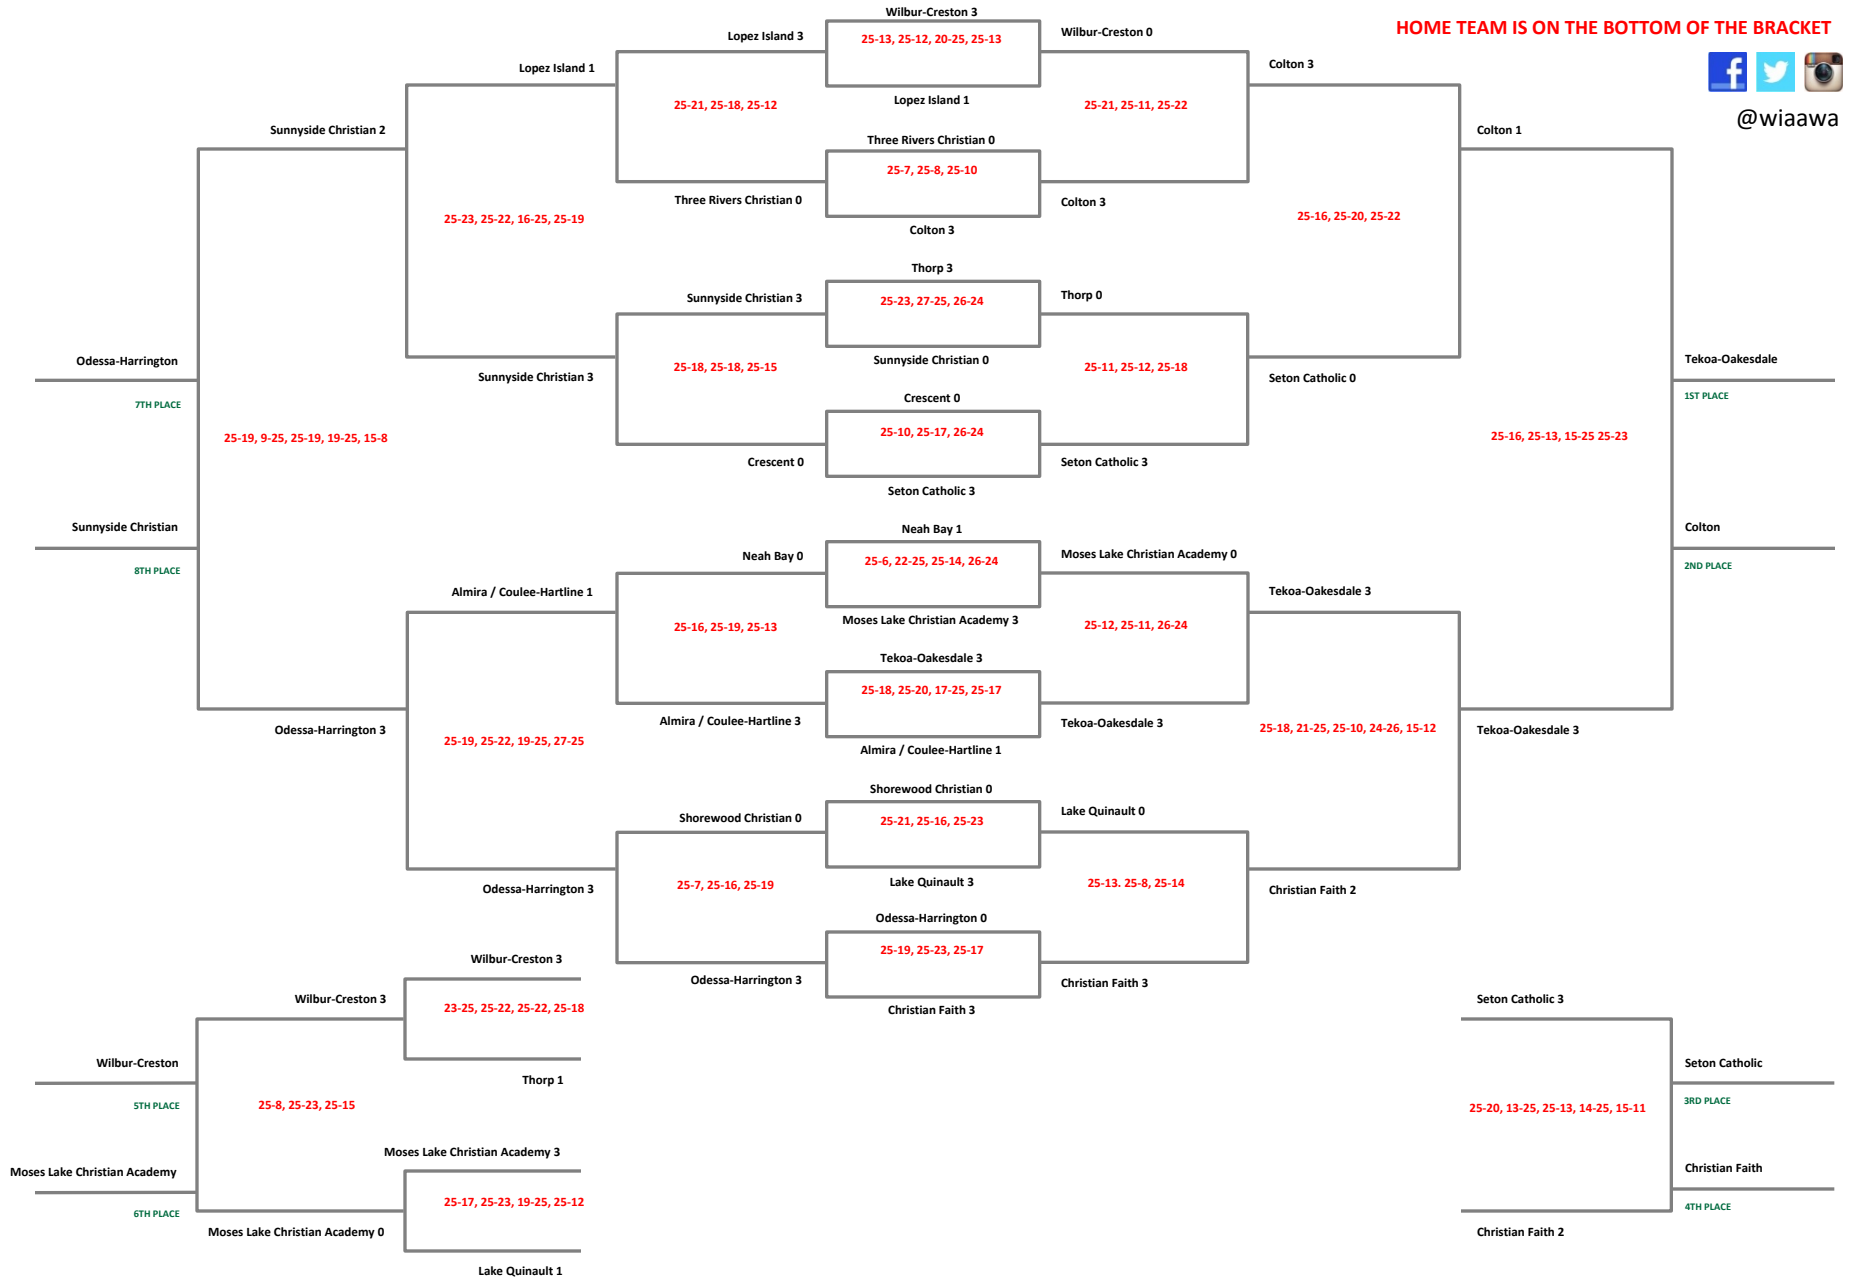 HOME TEAM IS ON THE BOTTOM OF THE BRACKET
@wiaawa
Wilbur-Creston 3
25-13, 25-12, 20-25, 25-13
Lopez Island 1
Three Rivers Christian 0
25-7, 25-8, 25-10
Colton 3
Thorp 3
25-23, 27-25, 26-24
Sunnyside Christian 0
Crescent 0
25-10, 25-17, 26-24
Seton Catholic 3
Neah Bay 1
25-6, 22-25, 25-14, 26-24
Moses Lake Christian Academy 3
Tekoa-Oakesdale 3
25-18, 25-20, 17-25, 25-17
Almira / Coulee-Hartline 1
Shorewood Christian 0
25-21, 25-16, 25-23
Lake Quinault 3
Odessa-Harrington 0
25-19, 25-23, 25-17
Christian Faith 3
Wilbur-Creston 0
25-21, 25-11, 25-22
Colton 3
Thorp 0
25-11, 25-12, 25-18
Seton Catholic 3
Moses Lake Christian Academy 0
25-12, 25-11, 26-24
Tekoa-Oakesdale 3
Lake Quinault 0
25-13. 25-8, 25-14
Christian Faith 3
Colton 3
25-16, 25-20, 25-22
Seton Catholic 0
Tekoa-Oakesdale 3
25-18, 21-25, 25-10, 24-26, 15-12
Christian Faith 2
Colton 1
25-16, 25-13, 15-25 25-23
Tekoa-Oakesdale 3
Tekoa-Oakesdale
1ST PLACE
Colton
2ND PLACE
Seton Catholic 3
25-20, 13-25, 25-13, 14-25, 15-11
Christian Faith 2
Seton Catholic
3RD PLACE
Christian Faith
4TH PLACE
Lopez Island 3
25-21, 25-18, 25-12
Three Rivers Christian 0
Sunnyside Christian 3
25-18, 25-18, 25-15
Crescent 0
Neah Bay 0
25-16, 25-19, 25-13
Almira / Coulee-Hartline 3
Shorewood Christian 0
25-7, 25-16, 25-19
Odessa-Harrington 3
Lopez Island 1
25-23, 25-22, 16-25, 25-19
Sunnyside Christian 3
Almira / Coulee-Hartline 1
25-19, 25-22, 19-25, 27-25
Odessa-Harrington 3
Sunnyside Christian 2
25-19, 9-25, 25-19, 19-25, 15-8
Odessa-Harrington 3
Odessa-Harrington
7TH PLACE
Sunnyside Christian
8TH PLACE
Wilbur-Creston 3
23-25, 25-22, 25-22, 25-18
Thorp 1
Moses Lake Christian Academy 3
25-17, 25-23, 19-25, 25-12
Lake Quinault 1
Wilbur-Creston 3
25-8, 25-23, 25-15
Moses Lake Christian Academy 0
Wilbur-Creston
5TH PLACE
Moses Lake Christian Academy
6TH PLACE